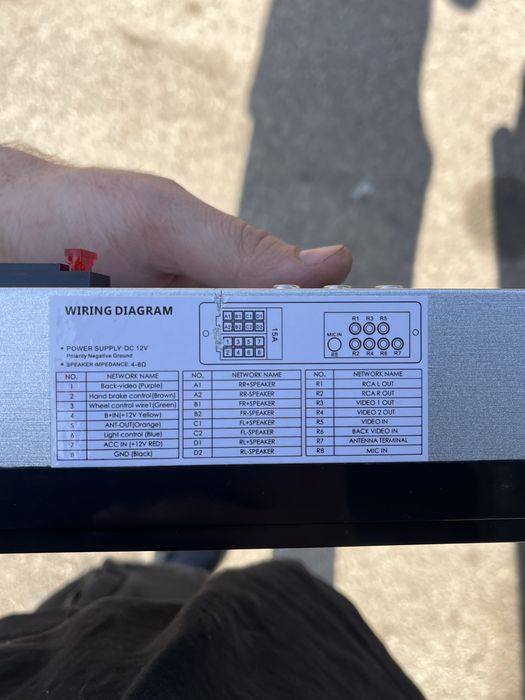 WIRING DIAGRAM
• POWER SUPPLY: DC 12V
Polarity Negative Ground
• SPEAKER IMPEDANCE: 4-8Ω
A1 B1 C1 D1
A2 B2 C2 D2
1 3 5 7
2 4 6 8
15A
R1 R3 R5
MIC IN
R8 R2 R4 R6 R7
NO. NETWORK NAME
1 Back-video (Purple)
2 Hand brake control(Brown)
3 Wheel control wire1(Green)
4 B+IN(+12V Yellow)
5 ANT-OUT(Orange)
6 Light control (Blue)
7 ACC IN (+12V RED)
8 GND (Black)
NO. NETWORK NAME
A1 RR+SPEAKER
A2 RR-SPEAKER
B1 FR+SPEAKER
B2 FR-SPEAKER
C1 FL+SPEAKER
C2 FL-SPEAKER
D1 RL+SPEAKER
D2 RL-SPEAKER
NO. NETWORK NAME
R1 RCA L OUT
R2 RCA R OUT
R3 VIDEO 1 OUT
R4 VIDEO 2 OUT
R5 VIDEO IN
R6 BACK VIDEO IN
R7 ANTENNA TERMINAL
R8 MIC IN